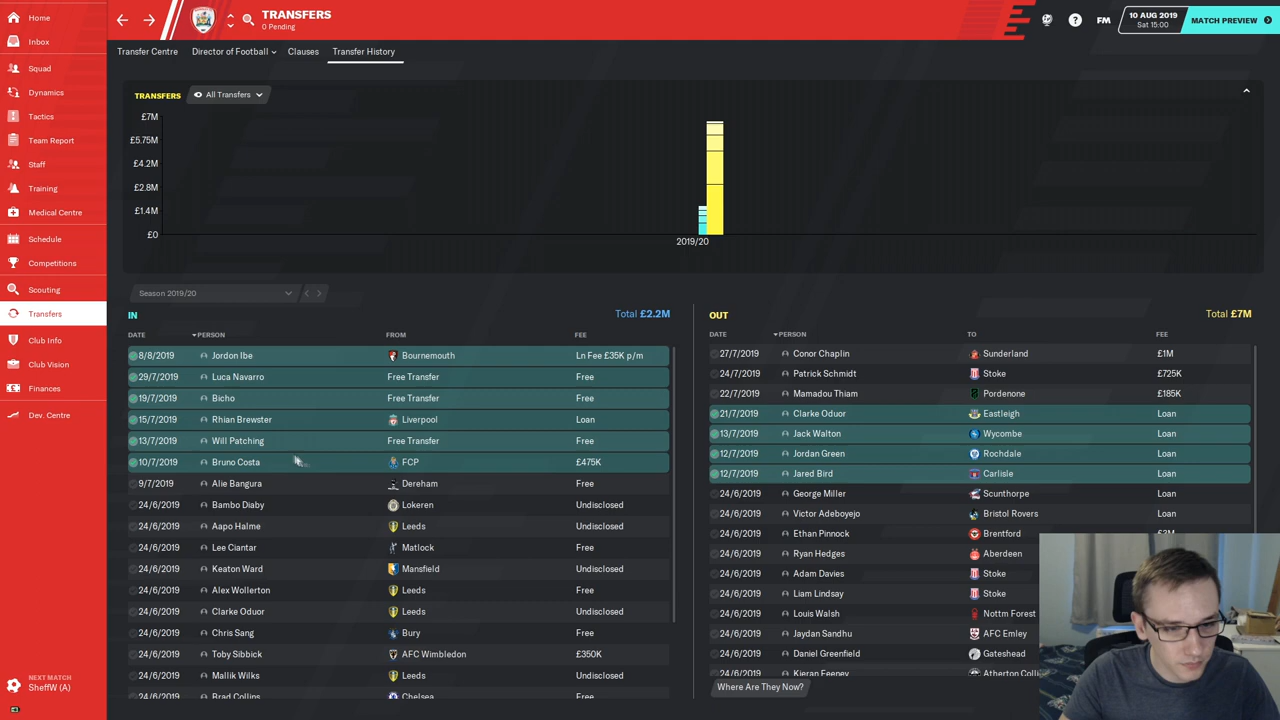 Home
Inbox
Squad
Dynamics
Tactics
Team Report
Staff
Training
Medical Centre
Schedule
Competitions
Scouting
Transfers
Club Info
Club Vision
Finances
Dev. Centre
NEXT MATCH
SheffW (A)
TRANSFERS
0 Pending
FM
10 AUG 2019
Sat 15:00
MATCH PREVIEW
Transfer Centre Director of Football Clauses Transfer History
TRANSFERS All Transfers
£7M
£5.75M
£4.2M
£2.8M
£1.4M
£0
2019/20
Season 2019/20
IN Total £2.2M
DATE PERSON FROM FEE
8/8/2019 Jordon Ibe Bournemouth Ln Fee £35K p/m
29/7/2019 Luca Navarro Free Transfer Free
19/7/2019 Bicho Free Transfer Free
15/7/2019 Rhian Brewster Liverpool Loan
13/7/2019 Will Patching Free Transfer Free
10/7/2019 Bruno Costa FCP £475K
9/7/2019 Alie Bangura Dereham Free
24/6/2019 Bambo Diaby Lokeren Undisclosed
24/6/2019 Aapo Halme Leeds Undisclosed
24/6/2019 Lee Ciantar Matlock Free
24/6/2019 Keaton Ward Mansfield Undisclosed
24/6/2019 Alex Wollerton Leeds Free
24/6/2019 Clarke Oduor Leeds Undisclosed
24/6/2019 Chris Sang Bury Free
24/6/2019 Toby Sibbick AFC Wimbledon £350K
24/6/2019 Mallik Wilks Leeds Undisclosed
24/6/2019 Brad Collins Chelsea Free
OUT Total £7M
DATE PERSON TO FEE
27/7/2019 Conor Chaplin Sunderland £1M
24/7/2019 Patrick Schmidt Stoke £725K
22/7/2019 Mamadou Thiam Pordenone £185K
21/7/2019 Clarke Oduor Eastleigh Loan
13/7/2019 Jack Walton Wycombe Loan
12/7/2019 Jordan Green Rochdale Loan
12/7/2019 Jared Bird Carlisle Loan
24/6/2019 George Miller Scunthorpe Loan
24/6/2019 Victor Adeboyejo Bristol Rovers Loan
24/6/2019 Ethan Pinnock Brentford
24/6/2019 Ryan Hedges Aberdeen
24/6/2019 Adam Davies Stoke
24/6/2019 Liam Lindsay Stoke
24/6/2019 Louis Walsh Nottm Forest
24/6/2019 Jaydan Sandhu AFC Emley
24/6/2019 Daniel Greenfield Gateshead
24/6/2019 Kieran Feeney Atherton Coll
Where Are They Now?